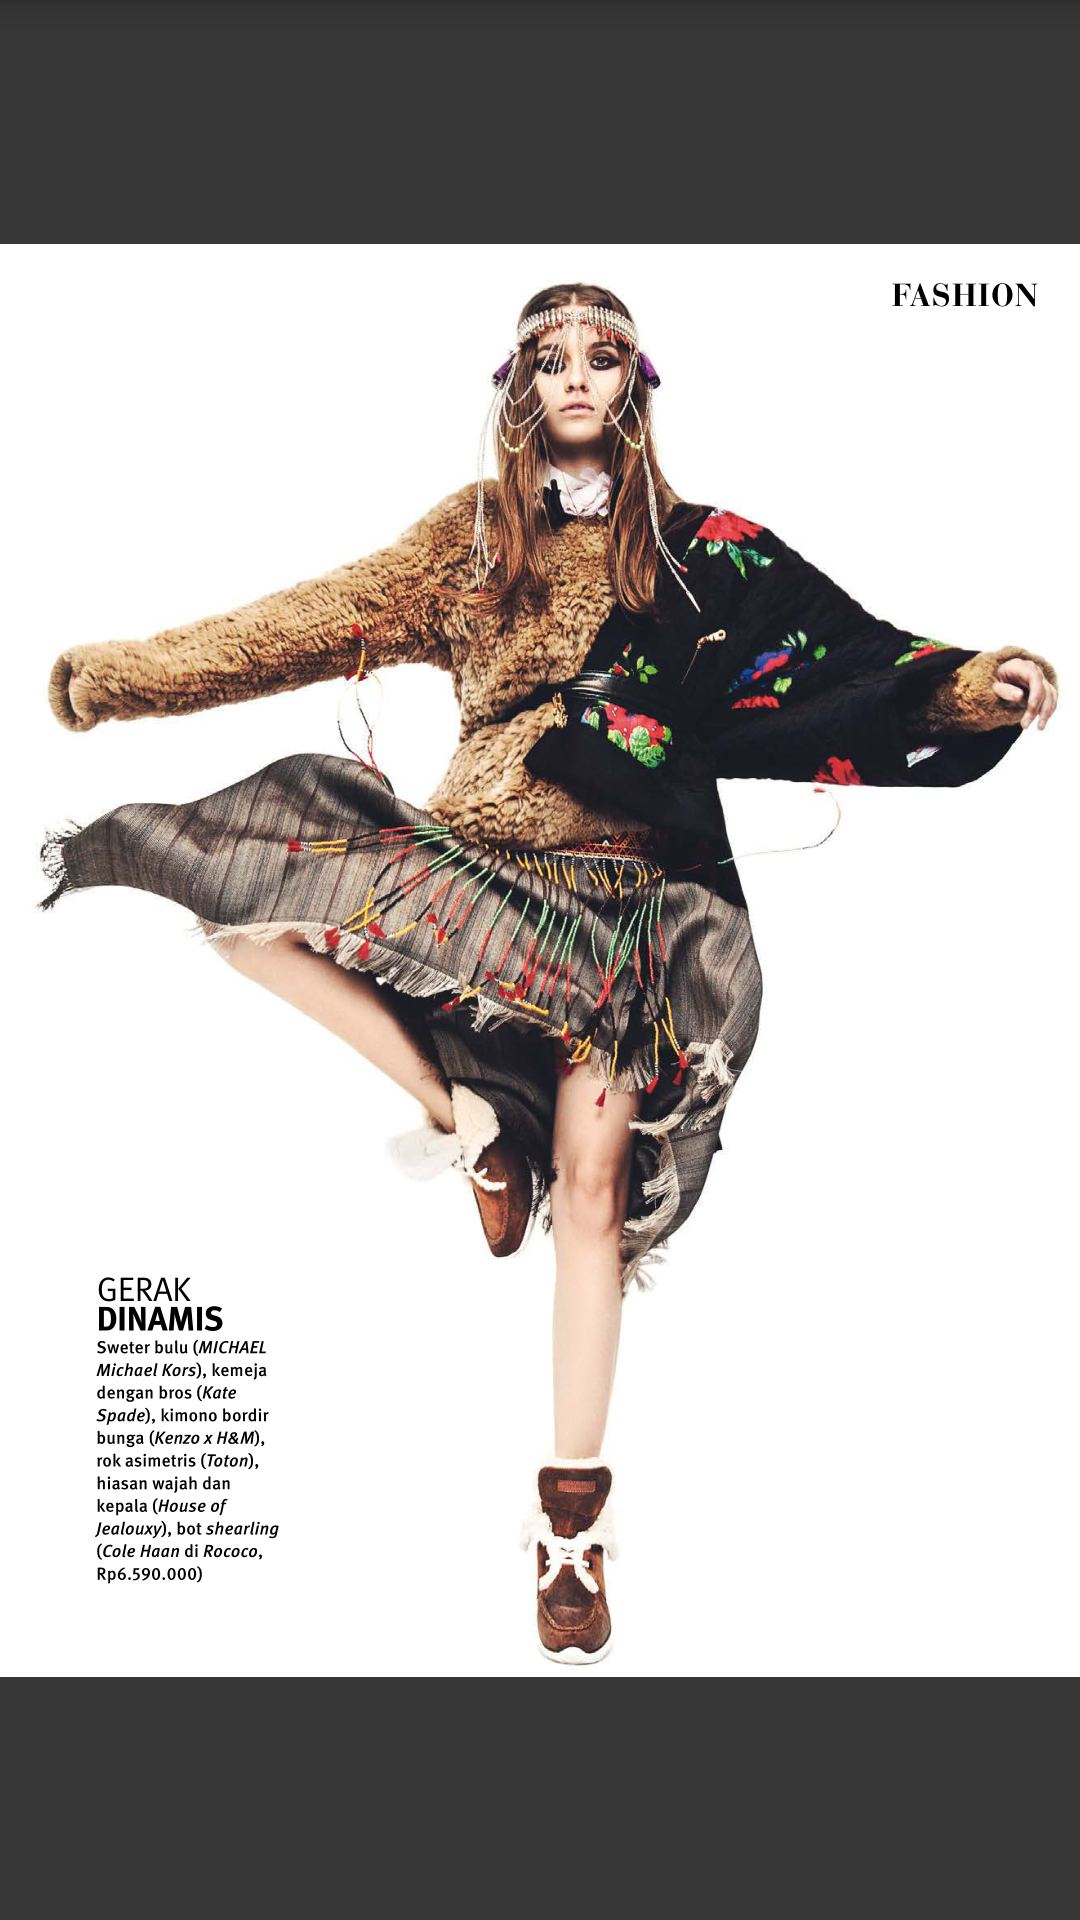 FASHION
GERAK
DINAMIS
Sweter bulu (MICHAEL
Michael Kors), kemeja
dengan bros (Kate
Spade), kimono bordir
bunga (Kenzo x H&M),
rok asimetris (Toton),
hiasan wajah dan
kepala (House of
Jealouxy), bot shearling
(Cole Haan di Rococo,
Rp6.590.000)